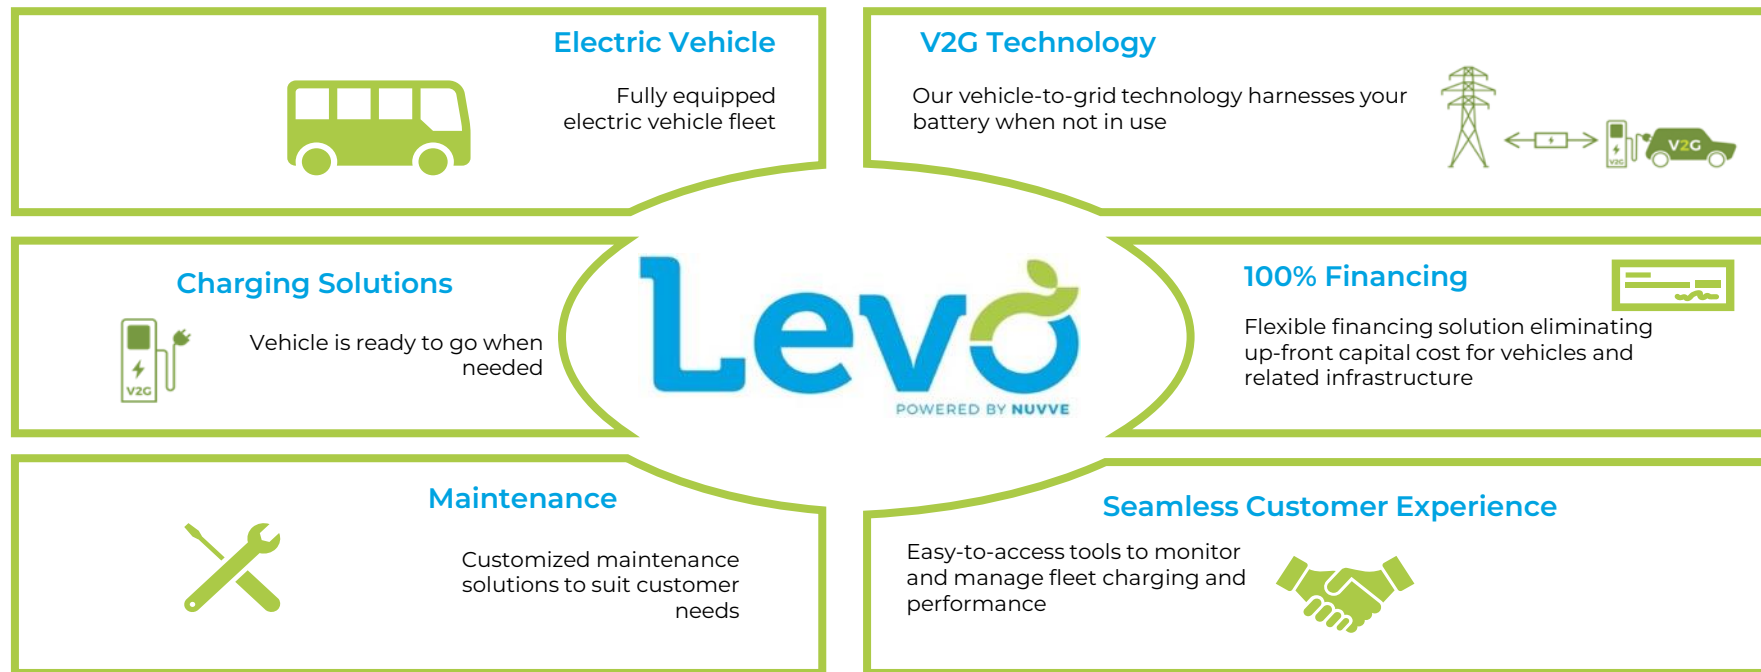 Electric Vehicle
Fully equipped
electric vehicle fleet
V2G Technology
Our vehicle-to-grid technology harnesses your
battery when not in use
V2G
V2G
Charging Solutions
Vehicle is ready to go when
needed
V2G
Levo
POWERED BY NUVVE
100% Financing
Flexible financing solution eliminating
up-front capital cost for vehicles and
related infrastructure
Maintenance
Customized maintenance
solutions to suit customer
needs
Seamless Customer Experience
Easy-to-access tools to monitor
and manage fleet charging and
performance